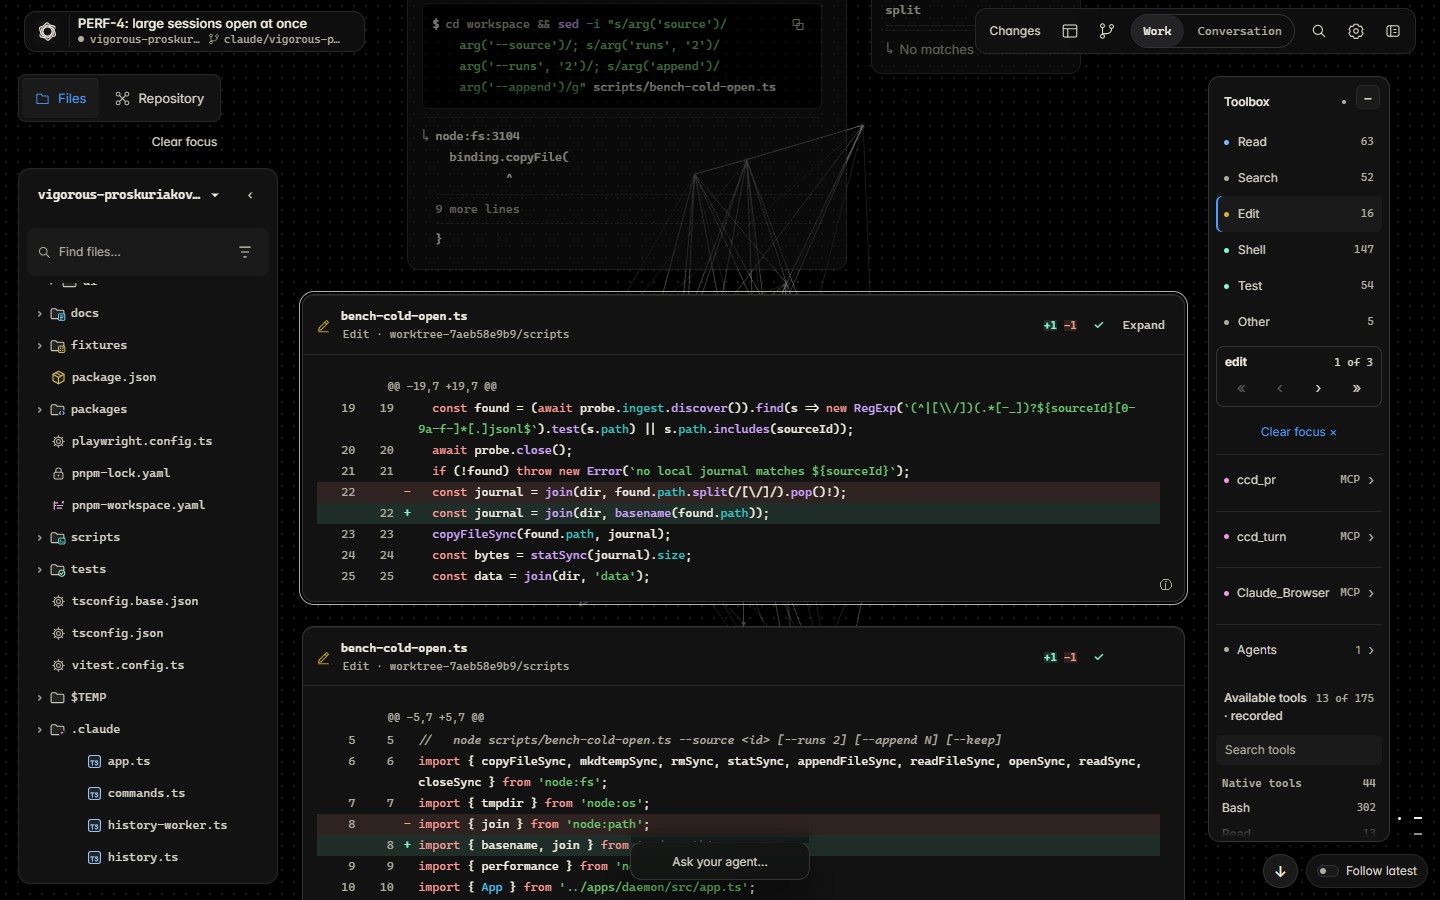 PERF-4: large sessions open at once
vigorous-proskur… claude/vigorous-p…
$ cd workspace && sed -i "s/arg('source')/
arg('--source')/; s/arg('runs', '2')/
arg('--runs', '2')/; s/arg('append')/
arg('--append')/g" scripts/bench-cold-open.ts
↳ node:fs:3104
binding.copyFile(
^
9 more lines
}
split
↳ No matches
Changes
Work
Conversation
Files
Repository
Clear focus
vigorous-proskuriakov…
Find files...
docs
fixtures
package.json
packages
playwright.config.ts
pnpm-lock.yaml
pnpm-workspace.yaml
scripts
tests
tsconfig.base.json
tsconfig.json
vitest.config.ts
$TEMP
.claude
app.ts
commands.ts
history-worker.ts
history.ts
bench-cold-open.ts
Edit · worktree-7aeb58e9b9/scripts
+1 −1 ✓ Expand
@@ -19,7 +19,7 @@
19 19 const found = (await probe.ingest.discover()).find(s => new RegExp(`(^|[\\/])(.*[-_])?${sourceId}[0-
9a-f-]*[.]jsonl$`).test(s.path) || s.path.includes(sourceId));
20 20 await probe.close();
21 21 if (!found) throw new Error(`no local journal matches ${sourceId}`);
22 − const journal = join(dir, found.path.split(/[\/]/).pop()!);
22 + const journal = join(dir, basename(found.path));
23 23 copyFileSync(found.path, journal);
24 24 const bytes = statSync(journal).size;
25 25 const data = join(dir, 'data');
bench-cold-open.ts
Edit · worktree-7aeb58e9b9/scripts
+1 −1 ✓
@@ -5,7 +5,7 @@
5 5 //   node scripts/bench-cold-open.ts --source <id> [--runs 2] [--append N] [--keep]
6 6 import { copyFileSync, mkdtempSync, rmSync, statSync, appendFileSync, readFileSync, openSync, readSync,
closeSync } from 'node:fs';
7 7 import { tmpdir } from 'node:os';
8 − import { join } from 'node:path';
8 + import { basename, join } from
9 9 import { performance } from 'n
10 10 import { App } from '../apps/daemon/src/app.ts';
Ask your agent...
Toolbox
Read 63
Search 52
Edit 16
Shell 147
Test 54
Other 5
edit 1 of 3
« ‹ › »
Clear focus ×
ccd_pr MCP ›
ccd_turn MCP ›
Claude_Browser MCP ›
Agents 1 ›
Available tools 13 of 175
· recorded
Search tools
Native tools 44
Bash 302
Read 13
Follow latest